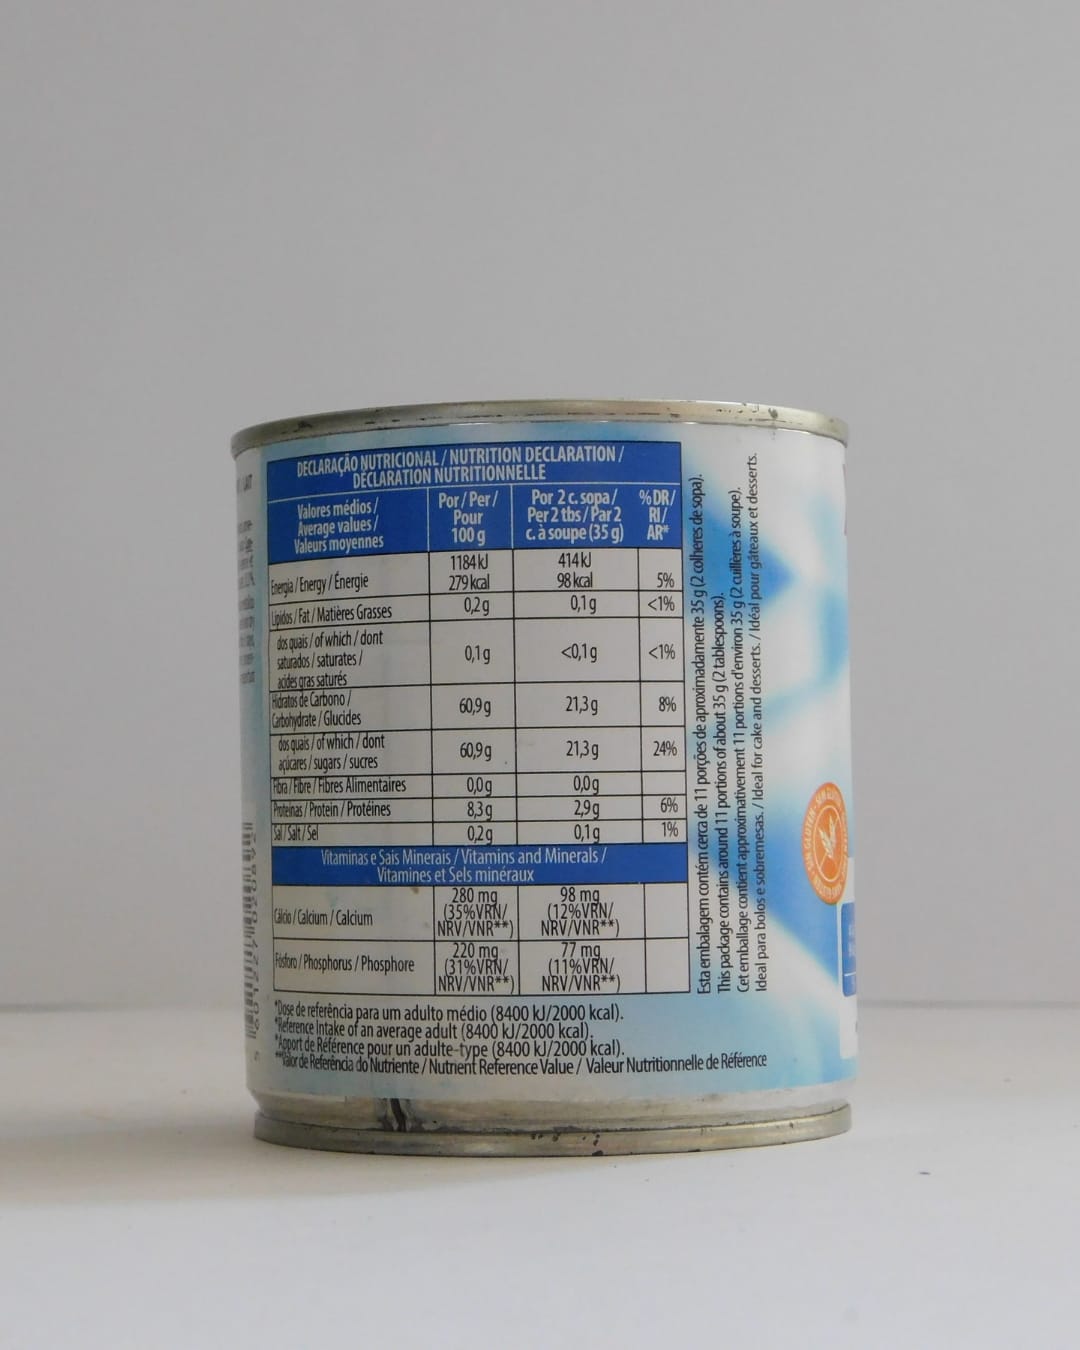 DECLARAÇÃO NUTRICIONAL / NUTRITION DECLARATION /
DÉCLARATION NUTRITIONNELLE
Valores médios /
Average values /
Valeurs moyennes
Por / Per /
Pour
100 g
Por 2 c. sopa /
Per 2 tbs / Par 2
c. à soupe (35 g)
%DR/
RI/
AR*
Energia / Energy / Énergie
1184 kJ
279 kcal
414 kJ
98 kcal
5%
Lípidos / Fat / Matières Grasses
0,2 g
0,1 g
<1%
dos quais / of which / dont
saturados / saturates /
acides gras saturés
0,1 g
<0,1 g
<1%
Hidratos de Carbono /
Carbohydrate / Glucides
60,9 g
21,3 g
8%
dos quais / of which / dont
açúcares / sugars / sucres
60,9 g
21,3 g
24%
Fibra / Fibre / Fibres Alimentaires
0,0 g
0,0 g
Proteínas / Protein / Protéines
8,3 g
2,9 g
6%
Sal / Salt / Sel
0,2 g
0,1 g
1%
Vitaminas e Sais Minerais / Vitamins and Minerals /
Vitamines et Sels minéraux
Cálcio / Calcium / Calcium
280 mg
(35%VRN/
NRV/VNR**)
98 mg
(12%VRN/
NRV/VNR**)
Fósforo / Phosphorus / Phosphore
220 mg
(31%VRN/
NRV/VNR**)
77 mg
(11%VRN/
NRV/VNR**)
*Dose de referência para um adulto médio (8400 kJ/2000 kcal).
*Reference Intake of an average adult (8400 kJ/2000 kcal).
*Apport de Référence pour un adulte-type (8400 kJ/2000 kcal).
**Valor de Referência do Nutriente / Nutrient Reference Value / Valeur Nutritionnelle de Référence
Esta embalagem contém cerca de 11 porções de aproximadamente 35 g (2 colheres de sopa).
This package contains around 11 portions of about 35 g (2 tablespoons).
Cet emballage contient approximativement 11 portions d'environ 35 g (2 cuillères à soupe).
Ideal para bolos e sobremesas. / Ideal for cake and desserts. / Idéal pour gâteaux et desserts.